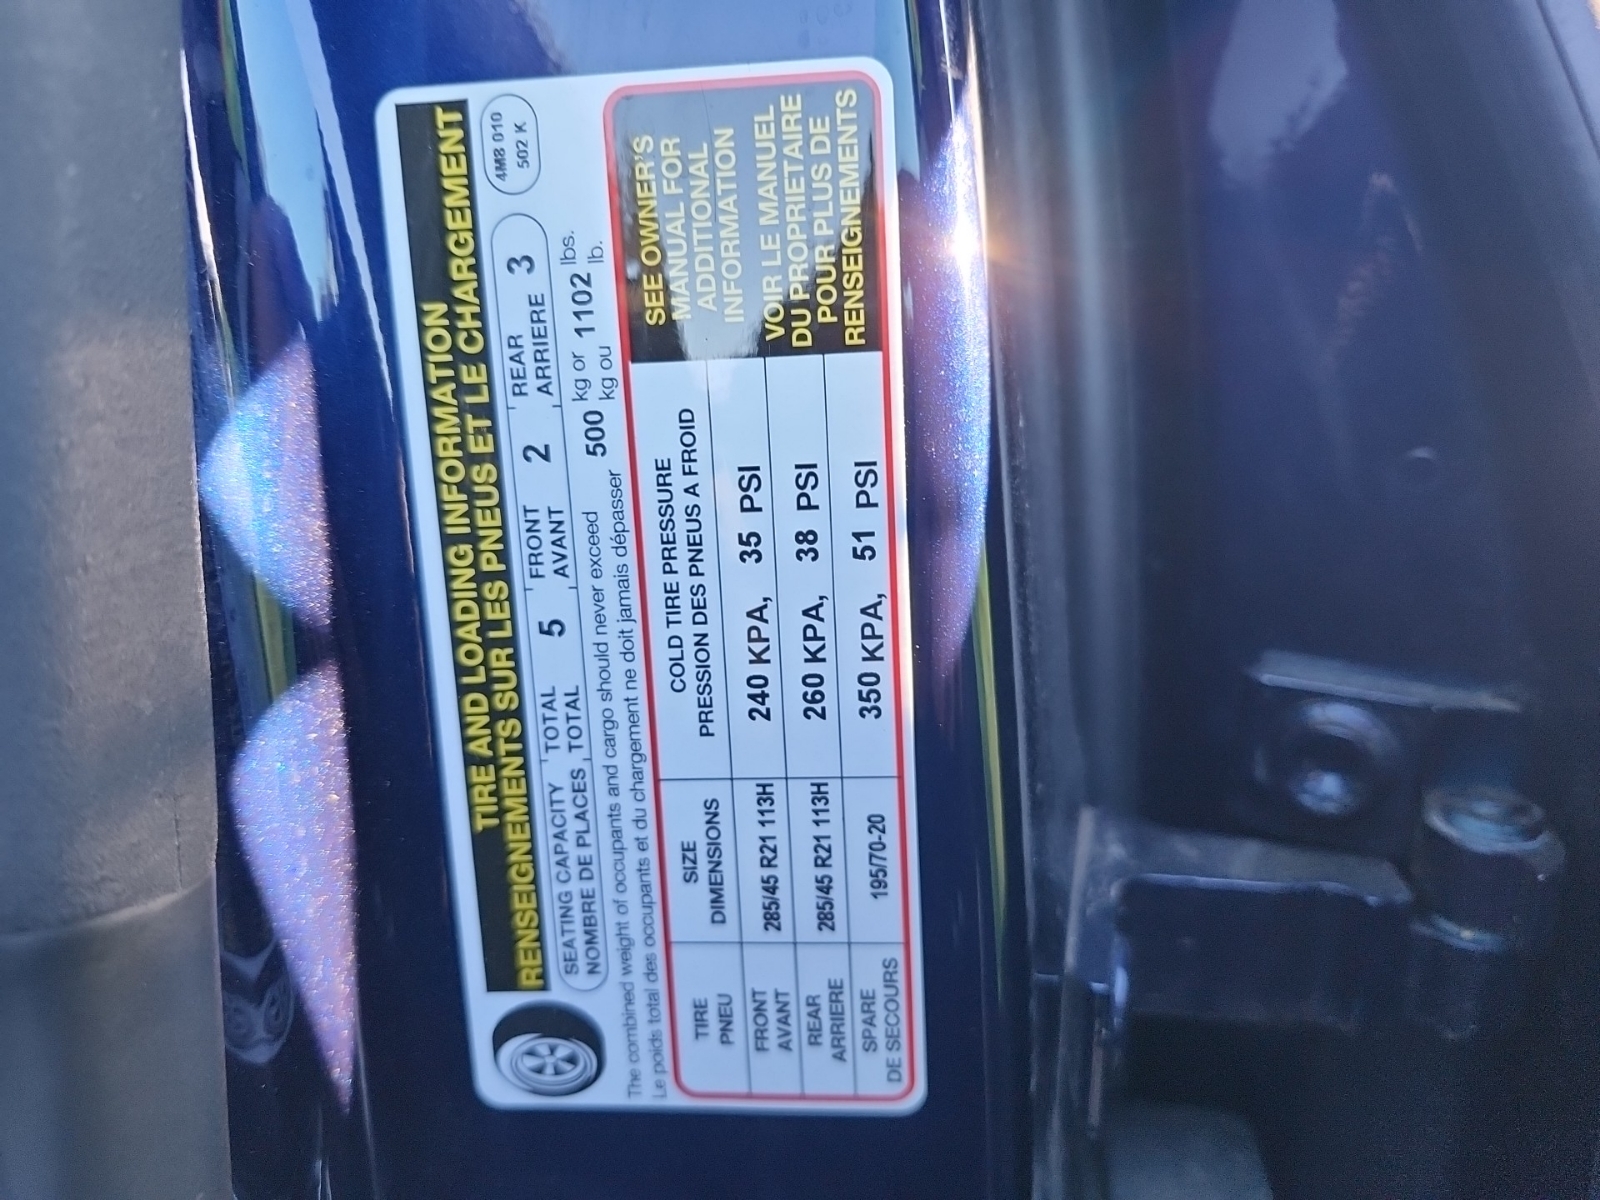 TIRE AND LOADING INFORMATION
RENSEIGNEMENTS SUR LES PNEUS ET LE CHARGEMENT
SEATING CAPACITY TOTAL 5 FRONT 2 REAR 3
NOMBRE DE PLACES TOTAL AVANT ARRIERE
4M8 010
502 K
The combined weight of occupants and cargo should never exceed 500 kg or 1102 lbs.
Le poids total des occupants et du chargement ne doit jamais dépasser kg ou lb.
TIRE
PNEU
SIZE
DIMENSIONS
COLD TIRE PRESSURE
PRESSION DES PNEUS A FROID
FRONT
AVANT
285/45 R21 113H
240 KPA, 35 PSI
REAR
ARRIERE
285/45 R21 113H
260 KPA, 38 PSI
SPARE
DE SECOURS
195/70-20
350 KPA, 51 PSI
SEE OWNER'S
MANUAL FOR
ADDITIONAL
INFORMATION
VOIR LE MANUEL
DU PROPRIETAIRE
POUR PLUS DE
RENSEIGNEMENTS